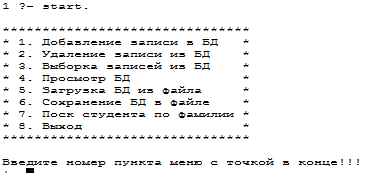 1 ?- start.
*******************************
* 1. Добавление записи в БД *
* 2. Удаление записи из БД *
* 3. Выборка записей из БД *
* 4. Просмотр БД *
* 5. Загрузка БД из файла *
* 6. Сохранение БД в файле *
* 7. Поск студента по фамилии *
* 8. Выход *
*******************************
Введите номер пункта меню с точкой в конце!!!